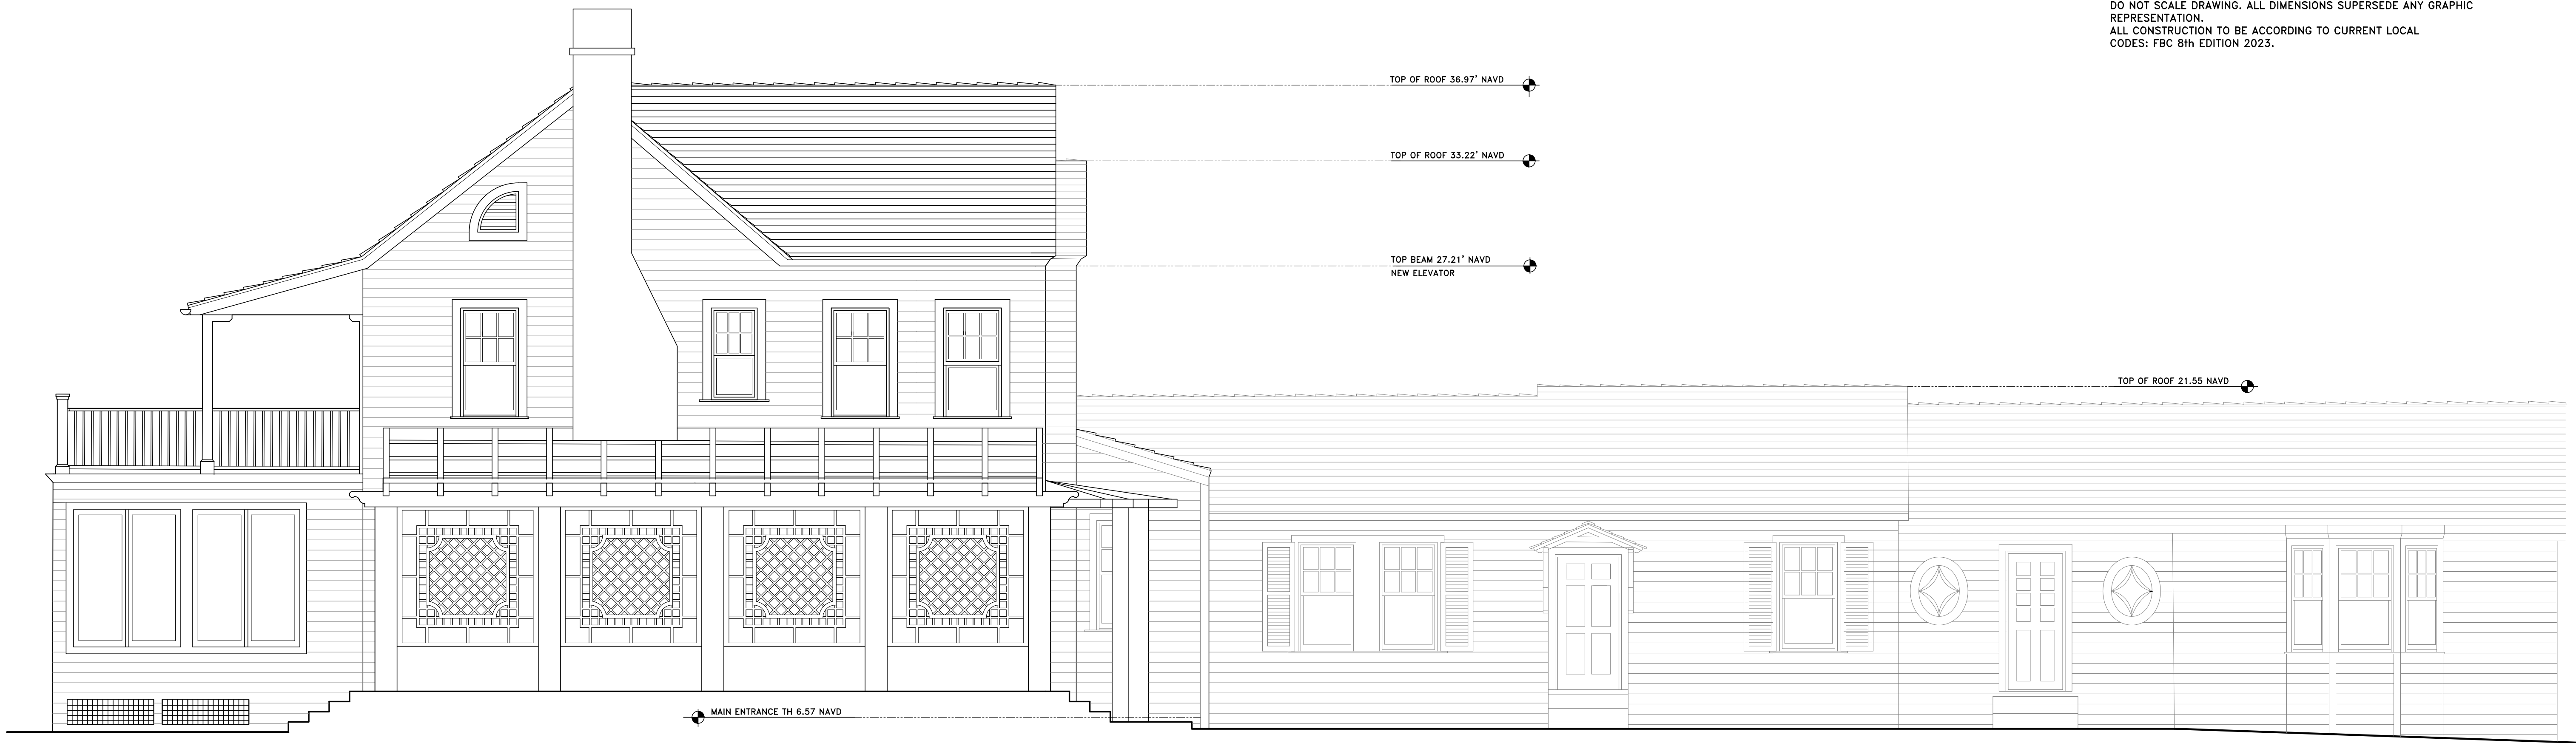 DO NOT SCALE DRAWING. ALL DIMENSIONS SUPERSEDE ANY GRAPHIC
REPRESENTATION.
ALL CONSTRUCTION TO BE ACCORDING TO CURRENT LOCAL
CODES: FBC 8th EDITION 2023.
TOP OF ROOF 36.97' NAVD
TOP OF ROOF 33.22' NAVD
TOP BEAM 27.21' NAVD
NEW ELEVATOR
TOP OF ROOF 21.55 NAVD
MAIN ENTRANCE TH 6.57 NAVD